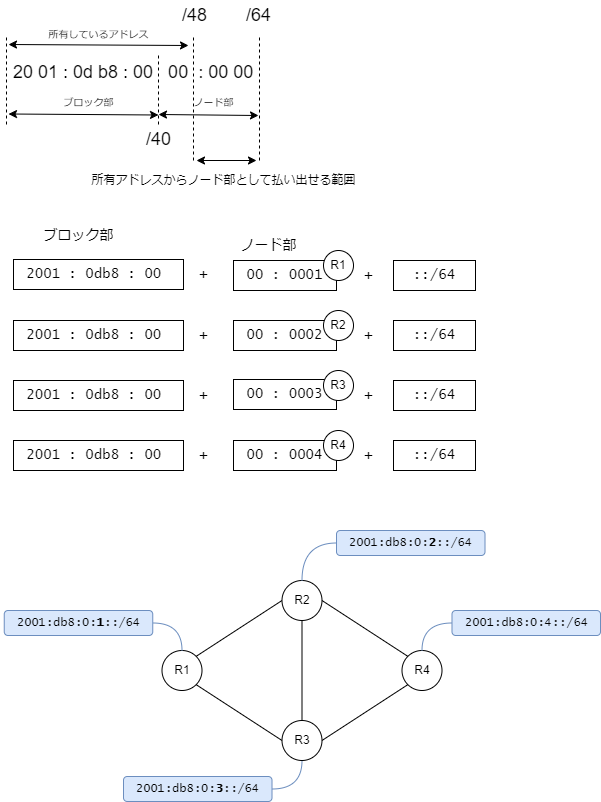 /48 /64
所有しているアドレス
20 01 : 0d b8 : 00 00 : 00 00
ブロック部 ノード部
/40
所有アドレスからノード部として払い出せる範囲
ブロック部 ノード部
2001 : 0db8 : 00 + 00 : 0001 R1 + ::/64
2001 : 0db8 : 00 + 00 : 0002 R2 + ::/64
2001 : 0db8 : 00 + 00 : 0003 R3 + ::/64
2001 : 0db8 : 00 + 00 : 0004 R4 + ::/64
2001:db8:0:2::/64
R2
2001:db8:0:1::/64 2001:db8:0:4::/64
R1 R4
R3
2001:db8:0:3::/64